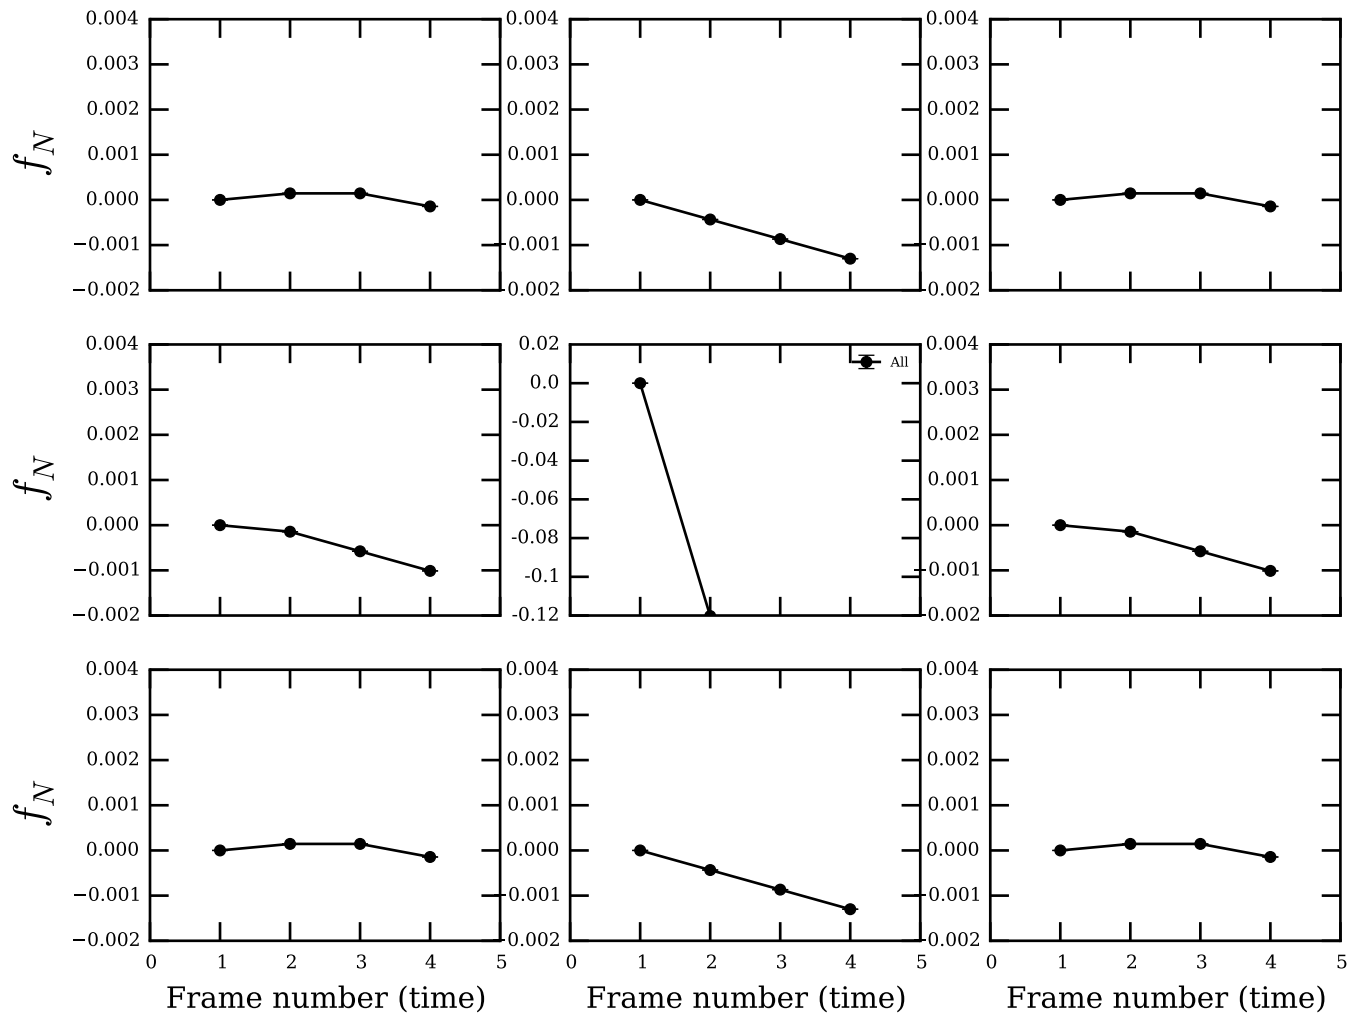 0.004 0.004 0.004
0.003 0.003 0.003
0.002 0.002 0.002
0.001 0.001 0.001
f_N 0.000 0.000 0.000
−0.001 −0.001 −0.001
−0.002 −0.002 −0.002
0.004 0.02 All 0.004
0.003 0.0 0.003
0.002 -0.02 0.002
0.001 -0.04 0.001
f_N -0.06
0.000 -0.08 0.000
−0.001 -0.1 −0.001
−0.002 -0.12 −0.002
0.004 0.004 0.004
0.003 0.003 0.003
0.002 0.002 0.002
0.001 0.001 0.001
f_N 0.000 0.000 0.000
−0.001 −0.001 −0.001
−0.002 −0.002 −0.002
0 1 2 3 4 5 0 1 2 3 4 5 0 1 2 3 4 5
Frame number (time) Frame number (time) Frame number (time)